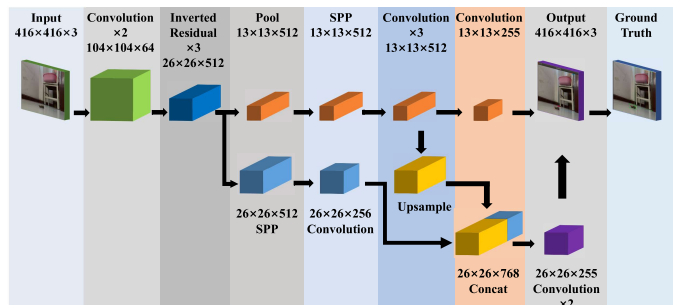 Input
416×416×3
Convolution
×2
104×104×64
Inverted
Residual
×3
26×26×512
Pool
13×13×512
SPP
13×13×512
Convolution
×3
13×13×512
Convolution
13×13×255
Output
416×416×3
Ground
Truth
Upsample
26×26×512
SPP
26×26×256
Convolution
26×26×768
Concat
26×26×255
Convolution
×2